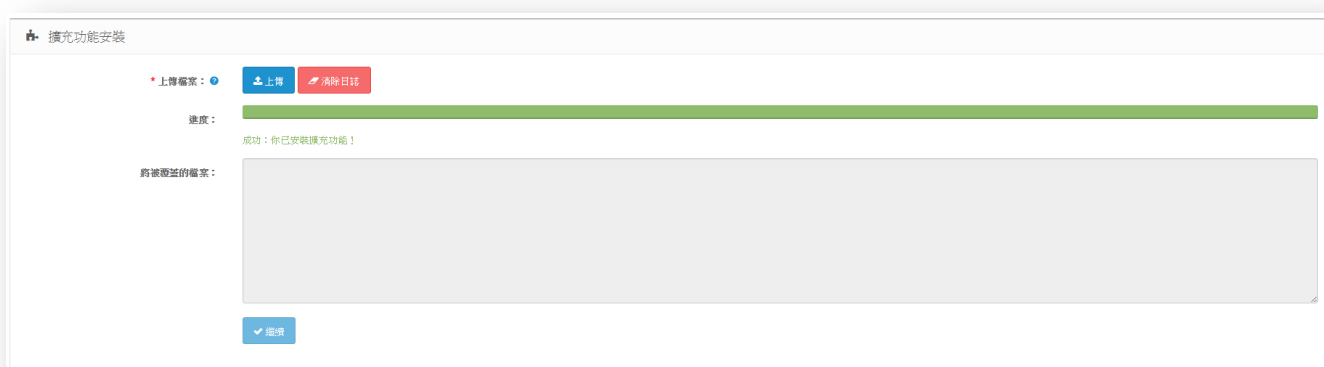 擴充功能安裝
* 上傳檔案：
上傳 清除日誌
進度：
成功：你已安裝擴充功能！
將被覆蓋的檔案：
繼續